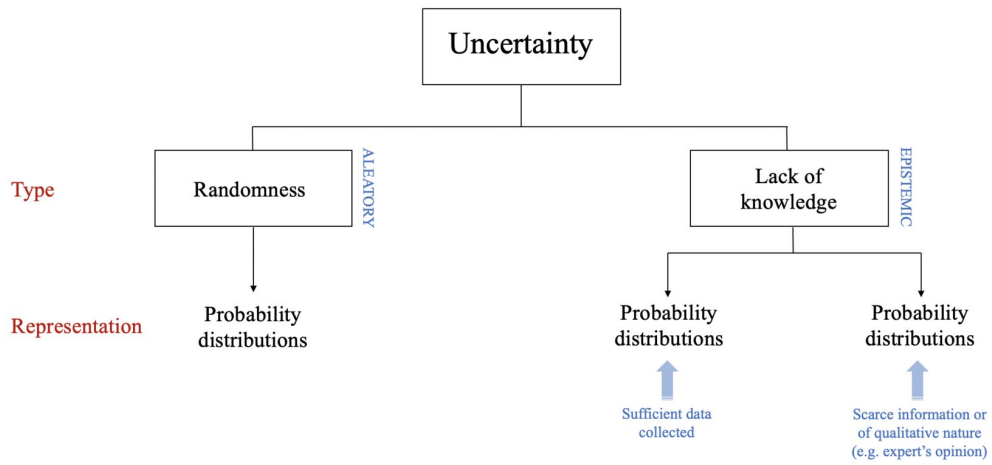 Uncertainty
Type
Randomness
ALEATORY
Lack of
knowledge
EPISTEMIC
Representation
Probability
distributions
Probability
distributions
Probability
distributions
Sufficient data
collected
Scarce information or
of qualitative nature
(e.g. expert’s opinion)